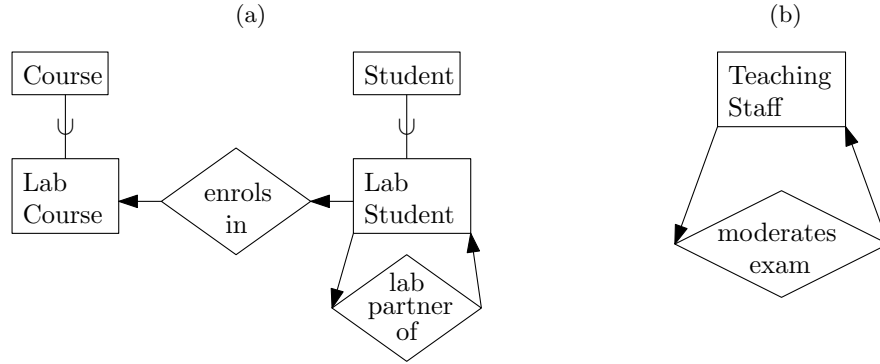 (a)
(b)
Course
Student
Teaching
Staff
Lab
Course
enrols
in
Lab
Student
lab
partner
of
moderates
exam